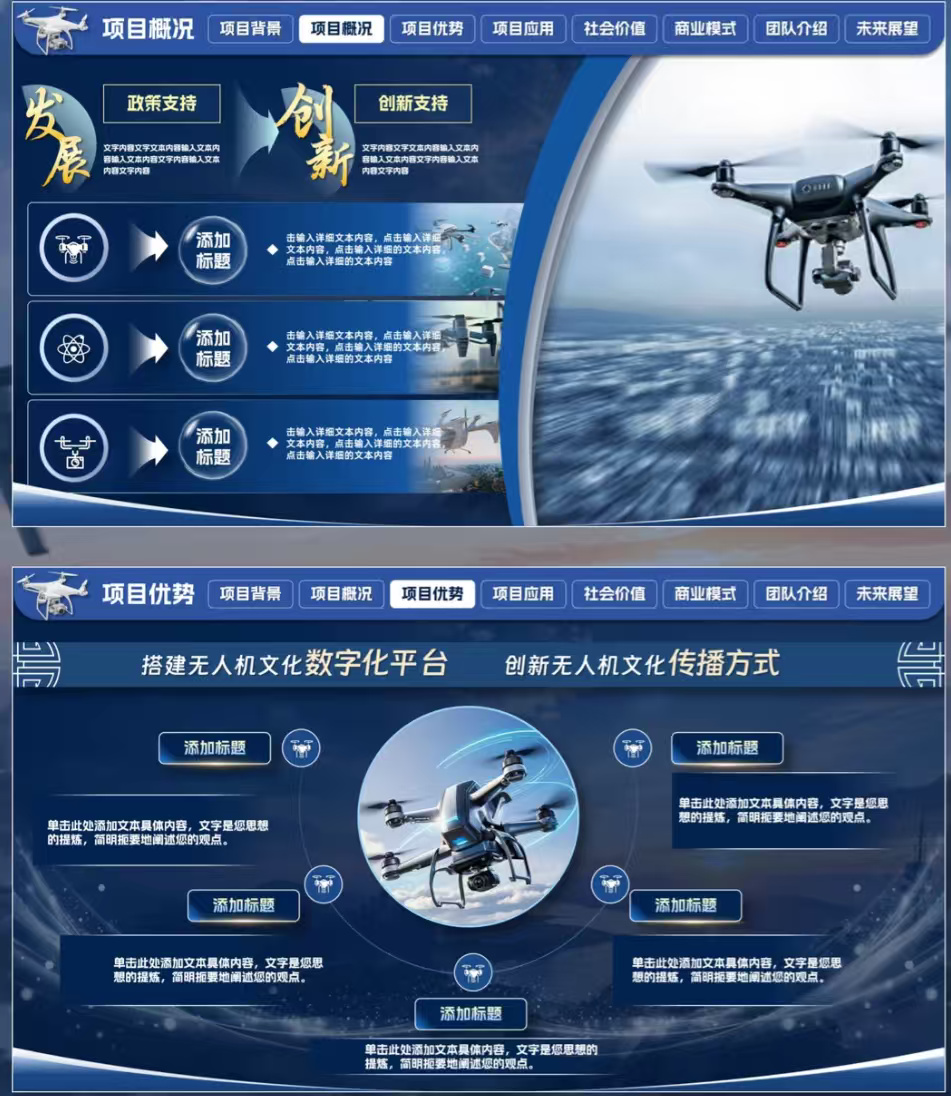 项目概况
项目背景
项目概况
项目优势
项目应用
社会价值
商业模式
团队介绍
未来展望
发展
政策支持
文字内容文字文本内容输入文本内
容输入文本内容文字内容输入文本
内容文字内容
创新
创新支持
文字内容文字文本内容输入文本内
容输入文本内容文字内容输入文本
内容文字内容
添加
标题
击输入详细文本内容，点击输入详细
文本内容，点击输入详细的文本内容，
点击输入详细的文本内容
添加
标题
击输入详细文本内容，点击输入详细
文本内容，点击输入详细的文本内容，
点击输入详细的文本内容
添加
标题
击输入详细文本内容，点击输入详细
文本内容，点击输入详细的文本内容，
点击输入详细的文本内容
项目优势
项目背景
项目概况
项目优势
项目应用
社会价值
商业模式
团队介绍
未来展望
搭建无人机文化数字化平台
创新无人机文化传播方式
添加标题
单击此处添加文本具体内容，文字是您思想
的提炼，简明扼要地阐述您的观点。
添加标题
单击此处添加文本具体内容，文字是您思
想的提炼，简明扼要地阐述您的观点。
添加标题
单击此处添加文本具体内容，文字是您思
想的提炼，简明扼要地阐述您的观点。
添加标题
单击此处添加文本具体内容，文字是您思
想的提炼，简明扼要地阐述您的观点。
添加标题
单击此处添加文本具体内容，文字是您思想的
提炼，简明扼要地阐述您的观点。